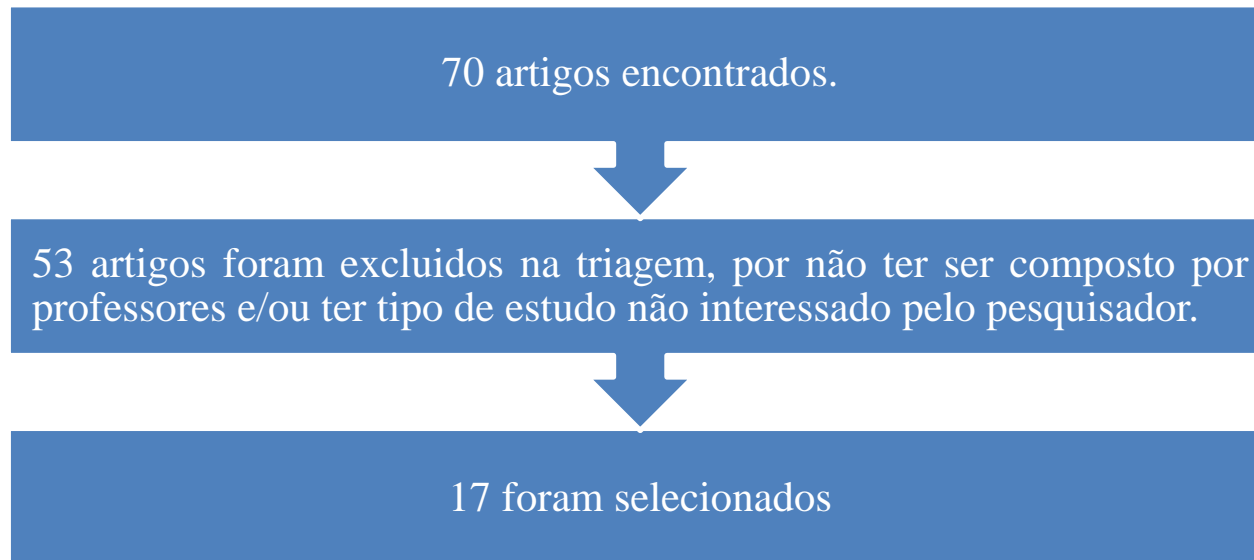 70 artigos encontrados.
53 artigos foram excluidos na triagem, por não ter ser composto por
professores e/ou ter tipo de estudo não interessado pelo pesquisador.
17 foram selecionados